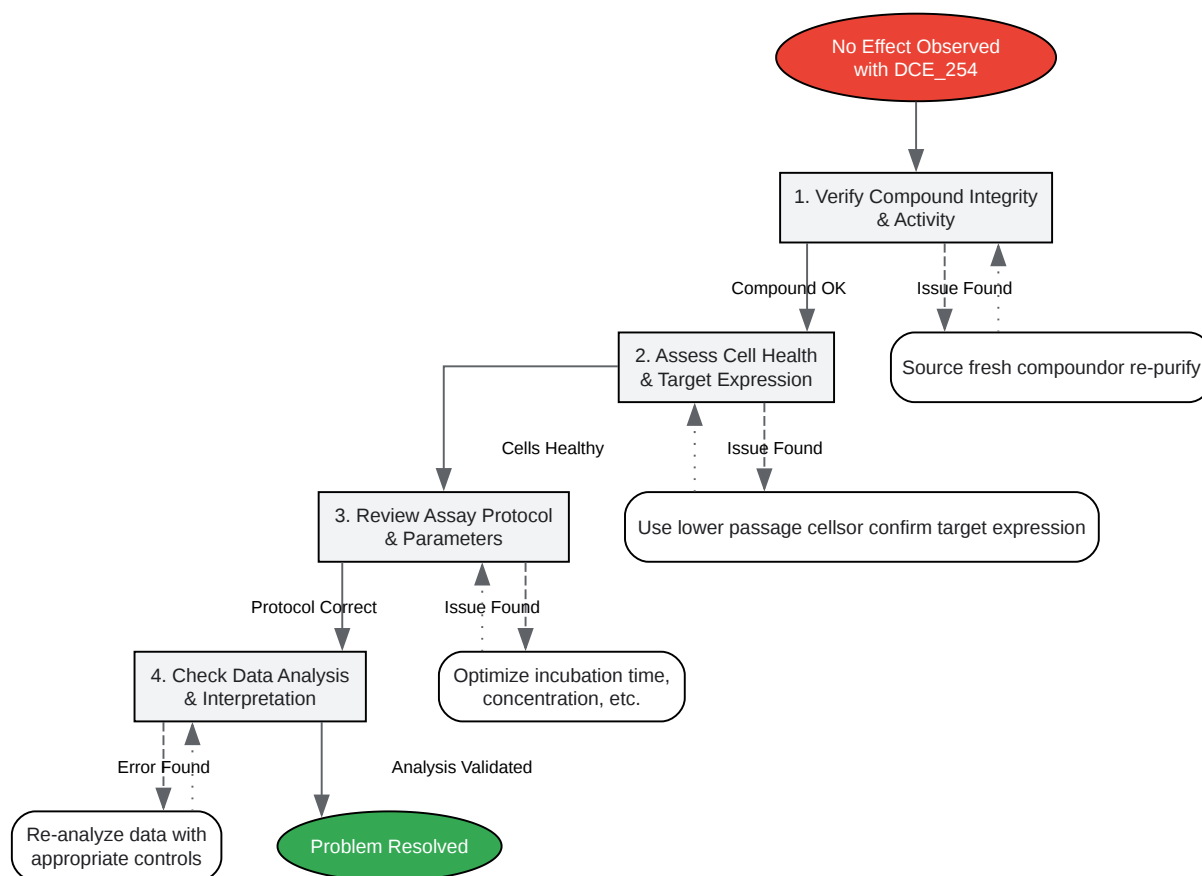 No Effect Observed
with DCE_254
1. Verify Compound Integrity
& Activity
Compound OK
Issue Found
2. Assess Cell Health
& Target Expression
Source fresh compoundor re-purify
Cells Healthy
Issue Found
3. Review Assay Protocol
& Parameters
Use lower passage cellsor confirm target expression
Protocol Correct
Issue Found
4. Check Data Analysis
& Interpretation
Optimize incubation time,
concentration, etc.
Error Found
Analysis Validated
Re-analyze data with
appropriate controls
Problem Resolved